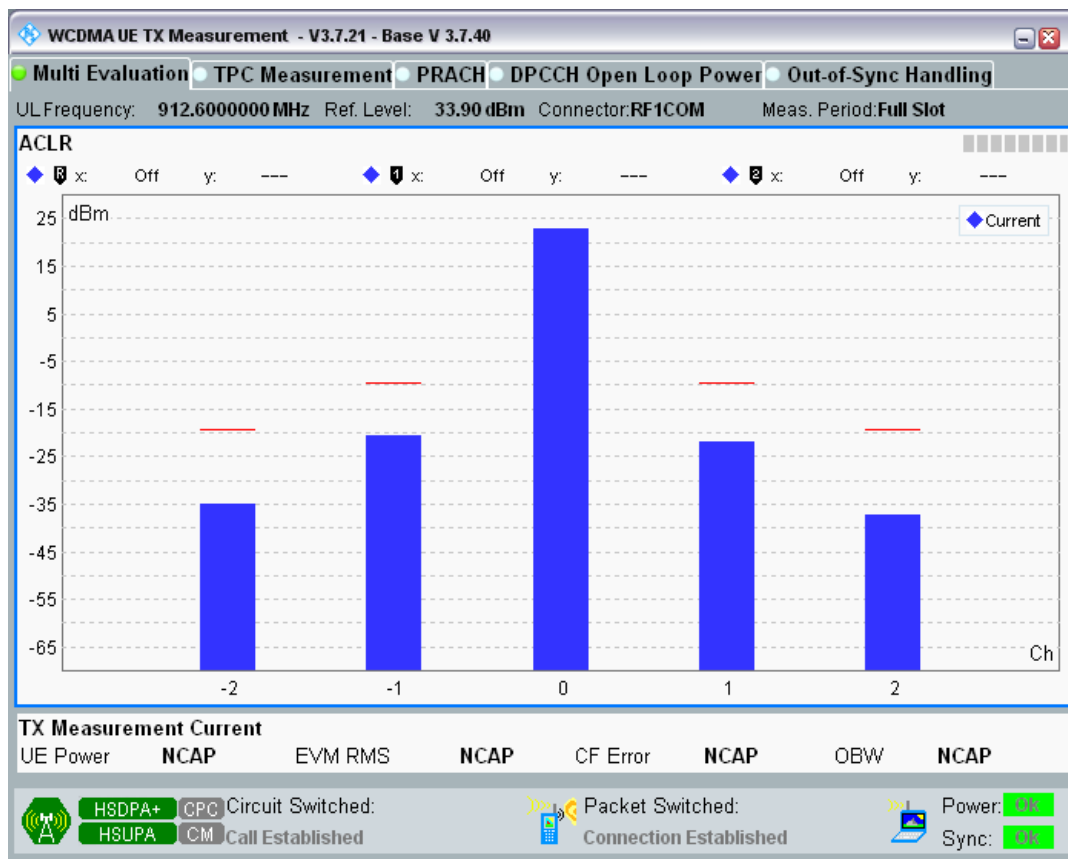 WCDMA UE TX Measurement - V3.7.21 - Base V 3.7.40
Multi Evaluation TPC Measurement PRACH DPCCH Open Loop Power Out-of-Sync Handling
UL Frequency: 912.6000000 MHz Ref. Level: 33.90 dBm Connector:RF1COM Meas. Period:Full Slot
ACLR
R x: Off y: --- 1 x: Off y: --- 2 x: Off y: ---
dBm
Current
25
15
5
-5
-15
-25
-35
-45
-55
-65
Ch
-2 -1 0 1 2
TX Measurement Current
UE Power NCAP EVM RMS NCAP CF Error NCAP OBW NCAP
HSDPA+ CPC Circuit Switched: Packet Switched: Power: OK
HSUPA CM Call Established Connection Established Sync: OK